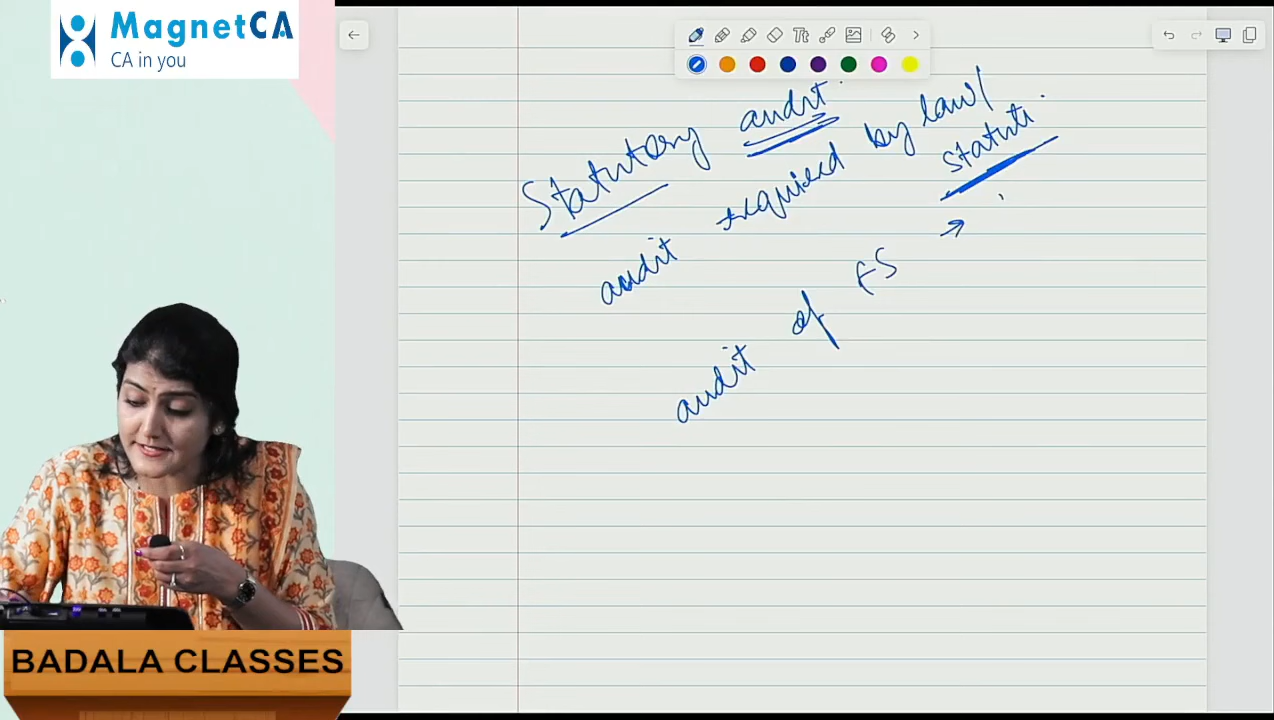 MagnetCA
CA in you
Statutory audit.
audit required by law/
statute.
audit of FS →
BADALA CLASSES